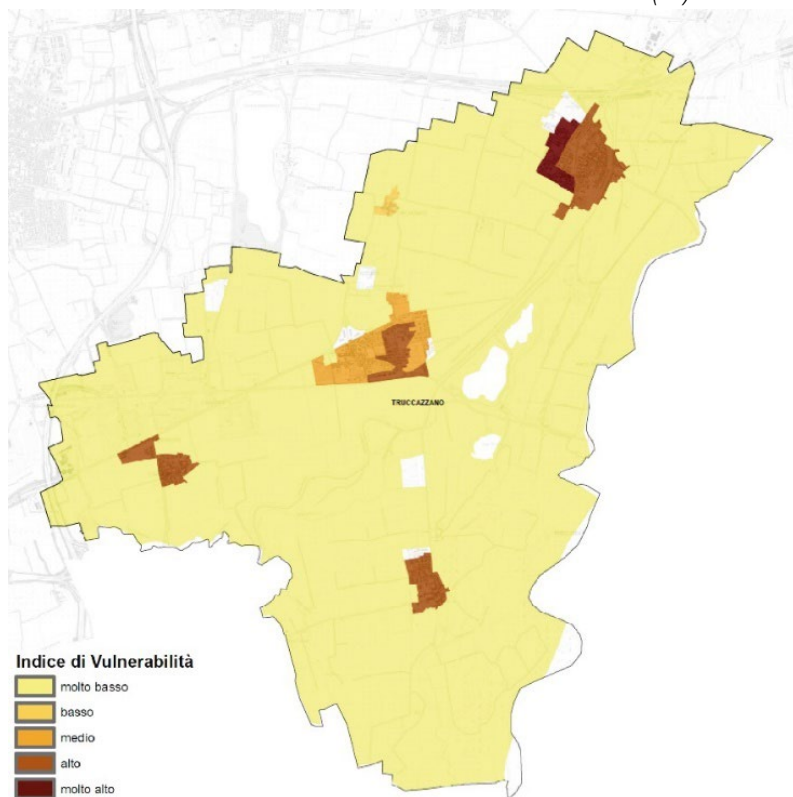 TRUCCAZZANO
Indice di Vulnerabilità
molto basso
basso
medio
alto
molto alto